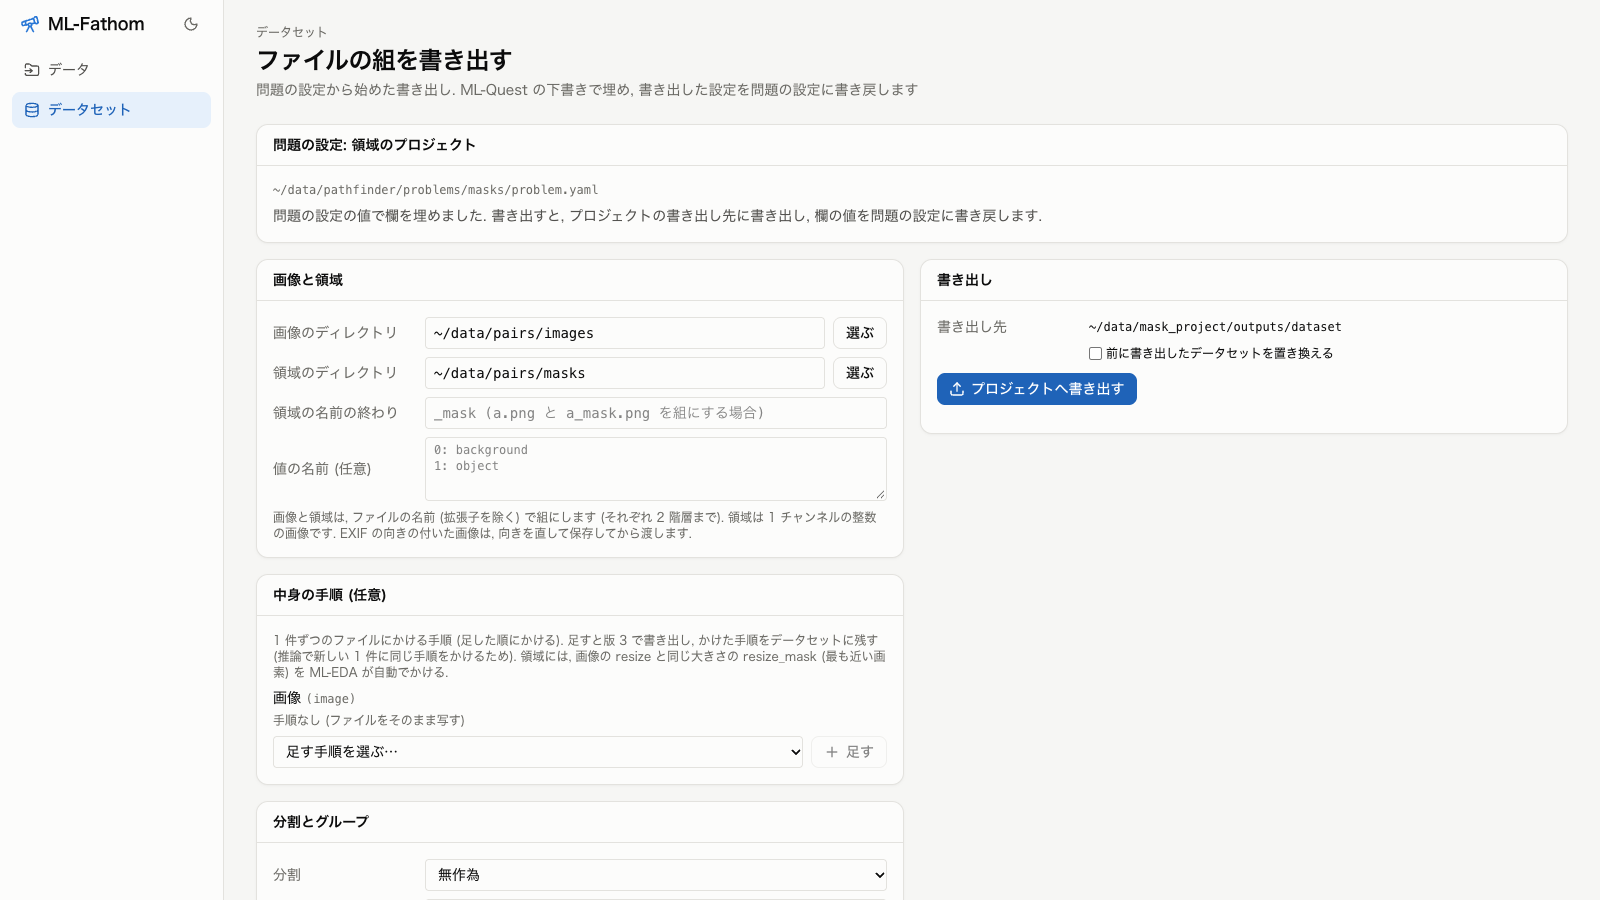 ML-Fathom
データ
データセット
データセット
ファイルの組を書き出す
問題の設定から始めた書き出し. ML-Quest の下書きで埋め, 書き出した設定を問題の設定に書き戻します
問題の設定: 領域のプロジェクト
~/data/pathfinder/problems/masks/problem.yaml
問題の設定の値で欄を埋めました. 書き出すと, プロジェクトの書き出し先に書き出し, 欄の値を問題の設定に書き戻します.
画像と領域
画像のディレクトリ
~/data/pairs/images
選ぶ
領域のディレクトリ
~/data/pairs/masks
選ぶ
領域の名前の終わり
_mask (a.png と a_mask.png を組にする場合)
値の名前 (任意)
0: background
1: object
画像と領域は, ファイルの名前 (拡張子を除く) で組にします (それぞれ 2 階層まで). 領域は 1 チャンネルの整数
の画像です. EXIF の向きの付いた画像は, 向きを直して保存してから渡します.
中身の手順 (任意)
1 件ずつのファイルにかける手順 (足した順にかける). 足すと版 3 で書き出し, かけた手順をデータセットに残す
(推論で新しい 1 件に同じ手順をかけるため). 領域には, 画像の resize と同じ大きさの resize_mask (最も近い画
素) を ML-EDA が自動でかける.
画像 (image)
手順なし (ファイルをそのまま写す)
足す手順を選ぶ…
足す
分割とグループ
分割
無作為
書き出し
書き出し先
~/data/mask_project/outputs/dataset
前に書き出したデータセットを置き換える
プロジェクトへ書き出す